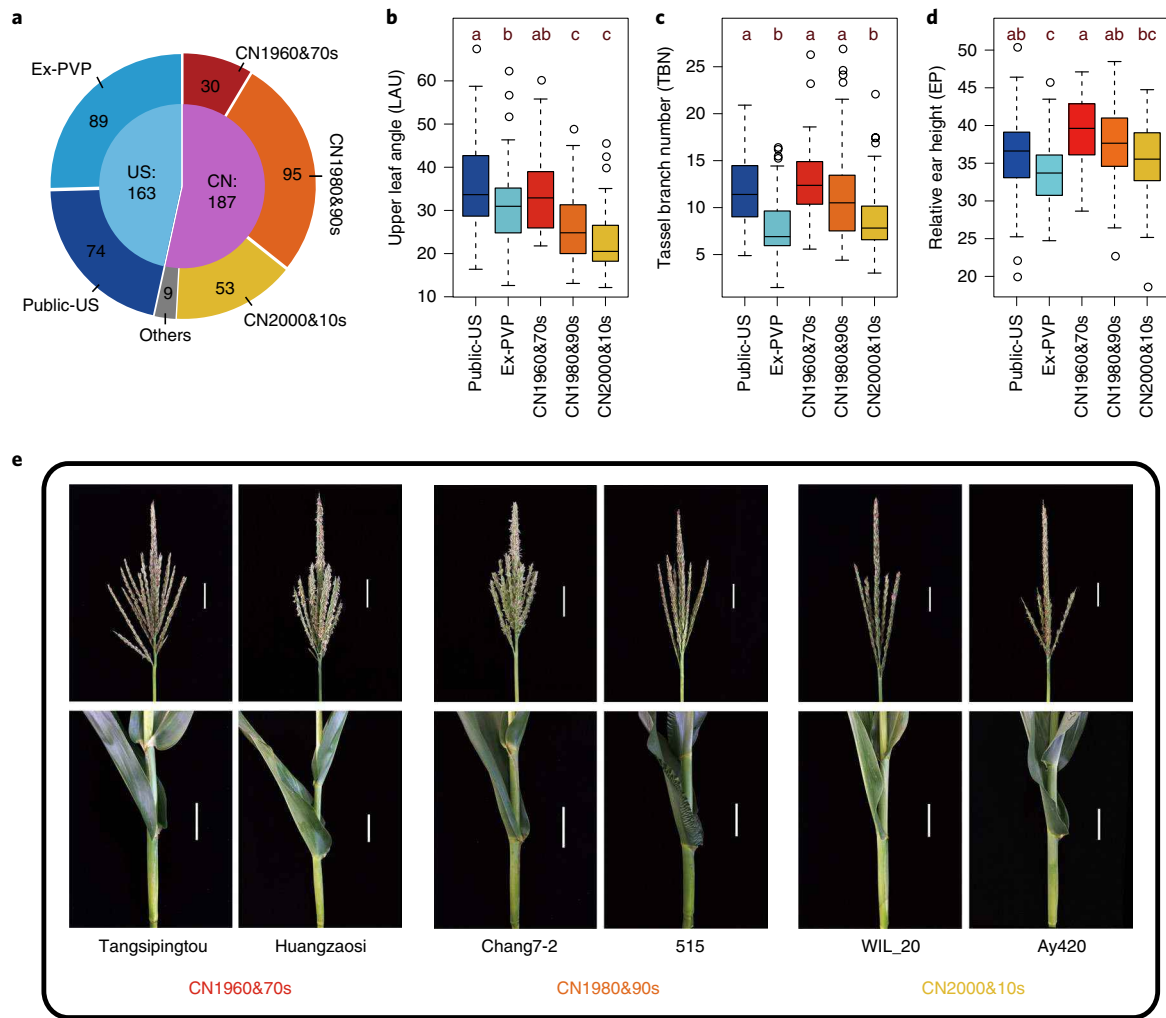 a
CN1960&70s
Ex-PVP
30
89
US:
163
CN:
187
95
CN1980&90s
74
9
53
Public-US
Others
CN2000&10s
b
a b ab c c
Upper leaf angle (LAU)
60
50
40
30
20
10
Public-US
Ex-PVP
CN1960&70s
CN1980&90s
CN2000&10s
c
a b a a b
Tassel branch number (TBN)
25
20
15
10
5
Public-US
Ex-PVP
CN1960&70s
CN1980&90s
CN2000&10s
d
ab c a ab bc
Relative ear height (EP)
50
45
40
35
30
25
20
Public-US
Ex-PVP
CN1960&70s
CN1980&90s
CN2000&10s
e
Tangsipingtou Huangzaosi Chang7-2 515 WIL_20 Ay420
CN1960&70s CN1980&90s CN2000&10s